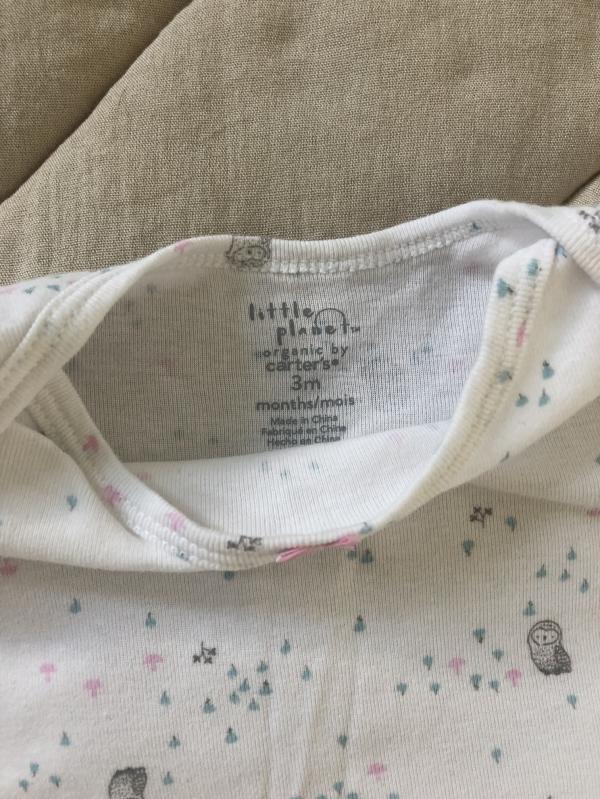 little
planet™
organic by
carter's®
3m
months/mois
Made in China
Fabriqué en Chine
Hecho en China